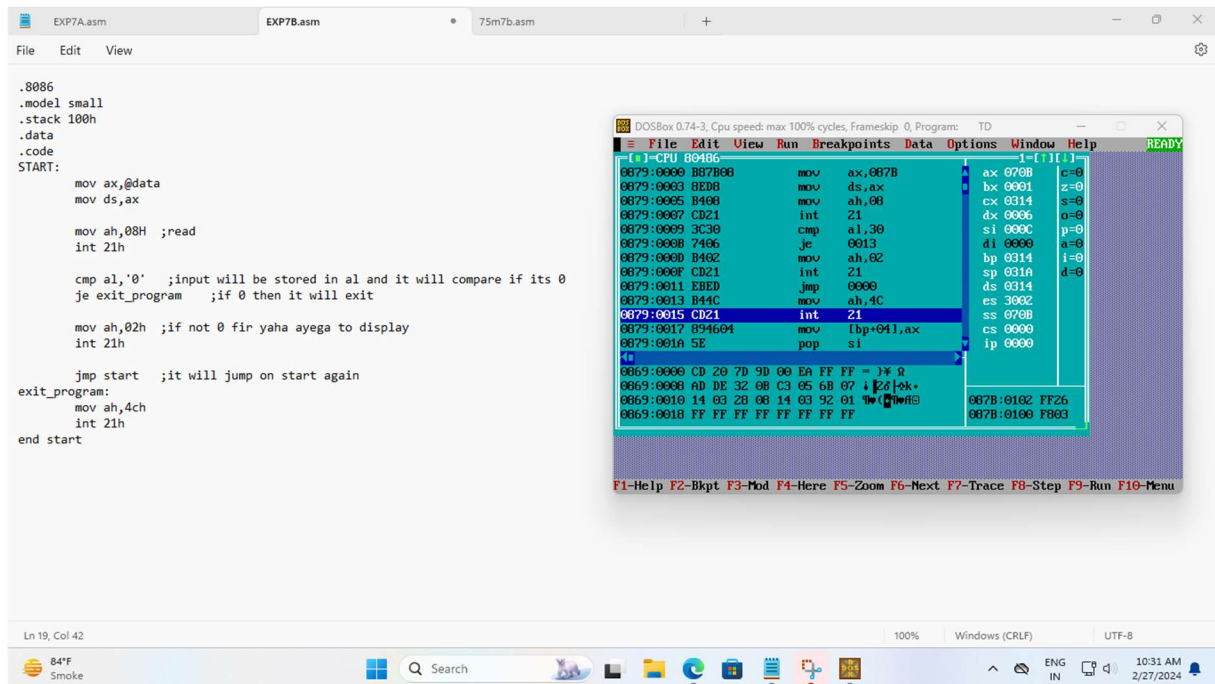 EXP7A.asm EXP7B.asm 75m7b.asm
File Edit View
.8086
.model small
.stack 100h
.data
.code
START:
mov ax,@data
mov ds,ax
mov ah,08H ;read
int 21h
cmp al,'0' ;input will be stored in al and it will compare if its 0
je exit_program ;if 0 then it will exit
mov ah,02h ;if not 0 fir yaha ayega to display
int 21h
jmp start ;it will jump on start again
exit_program:
mov ah,4ch
int 21h
end start
DOSBox 0.74-3, Cpu speed: max 100% cycles, Frameskip 0, Program: TD
≡ File Edit View Run Breakpoints Data Options Window Help READY
[■]=CPU 80486 1=[↑][↓]
0879:0000 B87B08 mov ax,087B ax 070B c=0
0879:0003 8ED8 mov ds,ax bx 0001 z=0
0879:0005 B408 mov ah,08 cx 0314 s=0
0879:0007 CD21 int 21 dx 0006 o=0
0879:0009 3C30 cmp al,30 si 000C p=0
0879:000B 7406 je 0013 di 0000 a=0
0879:000D B402 mov ah,02 bp 0314 i=0
0879:000F CD21 int 21 sp 031A d=0
0879:0011 EBED jmp 0000 ds 0314
0879:0013 B44C mov ah,4C es 3002
0879:0015 CD21 int 21 ss 070B
0879:0017 894604 mov [bp+04],ax cs 0000
0879:001A 5E pop si ip 0000
0869:0000 CD 20 7D 9D 00 EA FF FF = }¥ Ω
0869:0008 AD DE 32 0B C3 05 6B 07
0869:0010 14 03 28 08 14 03 92 01 087B:0102 FF26
0869:0018 FF FF FF FF FF FF FF FF 087B:0100 F803
F1-Help F2-Bkpt F3-Mod F4-Here F5-Zoom F6-Next F7-Trace F8-Step F9-Run F10-Menu
Ln 19, Col 42 100% Windows (CRLF) UTF-8
84°F
Smoke
Search
DOS
BOX
ENG
IN
10:31 AM
2/27/2024